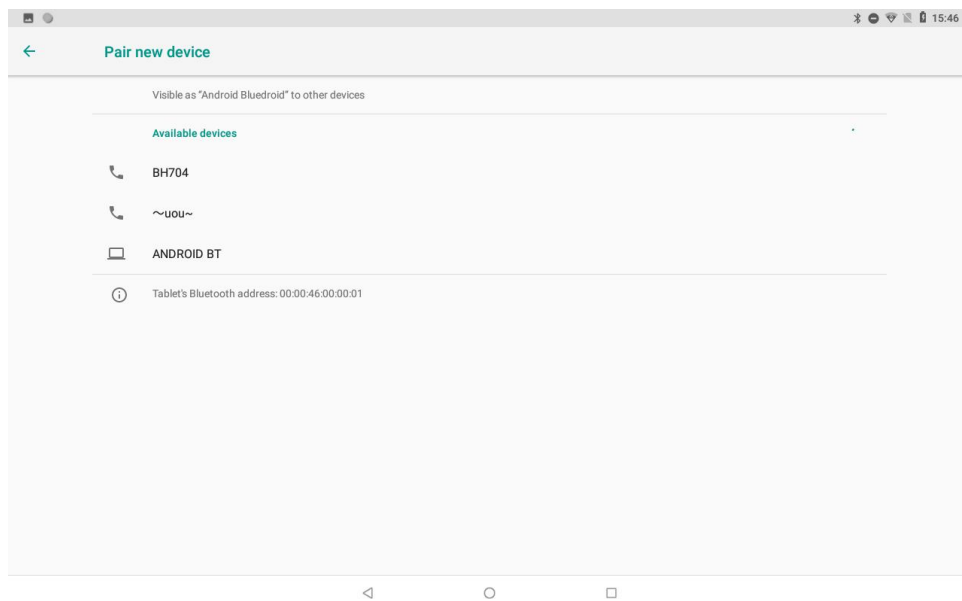 15:46
Pair new device
Visible as "Android Bluedroid" to other devices
Available devices
BH704
～uou~
ANDROID BT
Tablet's Bluetooth address: 00:00:46:00:00:01